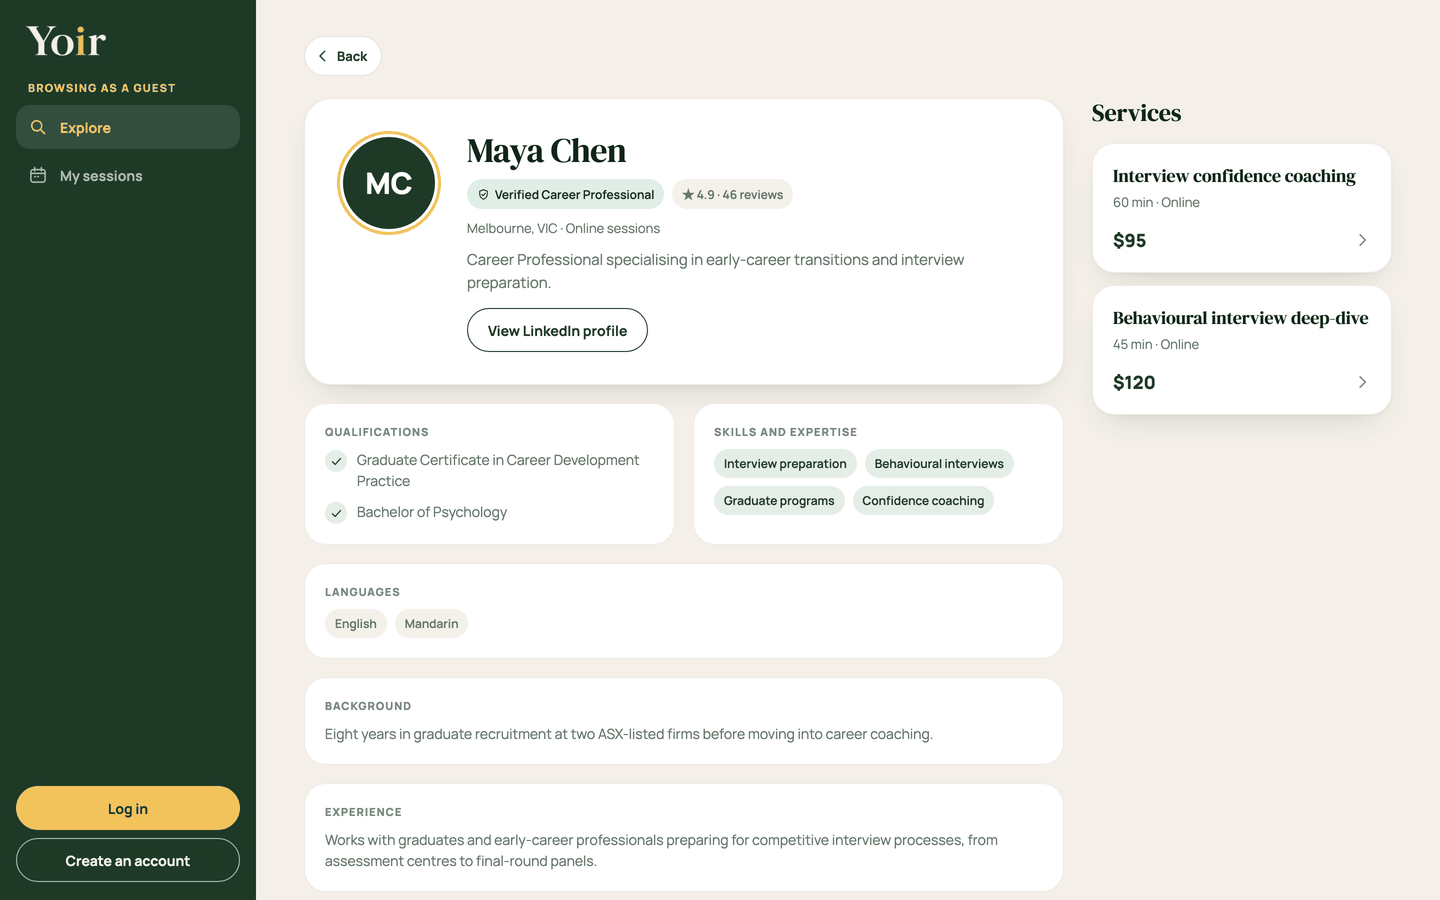 Yoir
BROWSING AS A GUEST
Explore
My sessions
Log in
Create an account
Back
MC
Maya Chen
Verified Career Professional
★ 4.9 · 46 reviews
Melbourne, VIC · Online sessions
Career Professional specialising in early-career transitions and interview
preparation.
View LinkedIn profile
QUALIFICATIONS
Graduate Certificate in Career Development
Practice
Bachelor of Psychology
SKILLS AND EXPERTISE
Interview preparation
Behavioural interviews
Graduate programs
Confidence coaching
LANGUAGES
English
Mandarin
BACKGROUND
Eight years in graduate recruitment at two ASX-listed firms before moving into career coaching.
EXPERIENCE
Works with graduates and early-career professionals preparing for competitive interview processes, from
assessment centres to final-round panels.
Services
Interview confidence coaching
60 min · Online
$95
Behavioural interview deep-dive
45 min · Online
$120